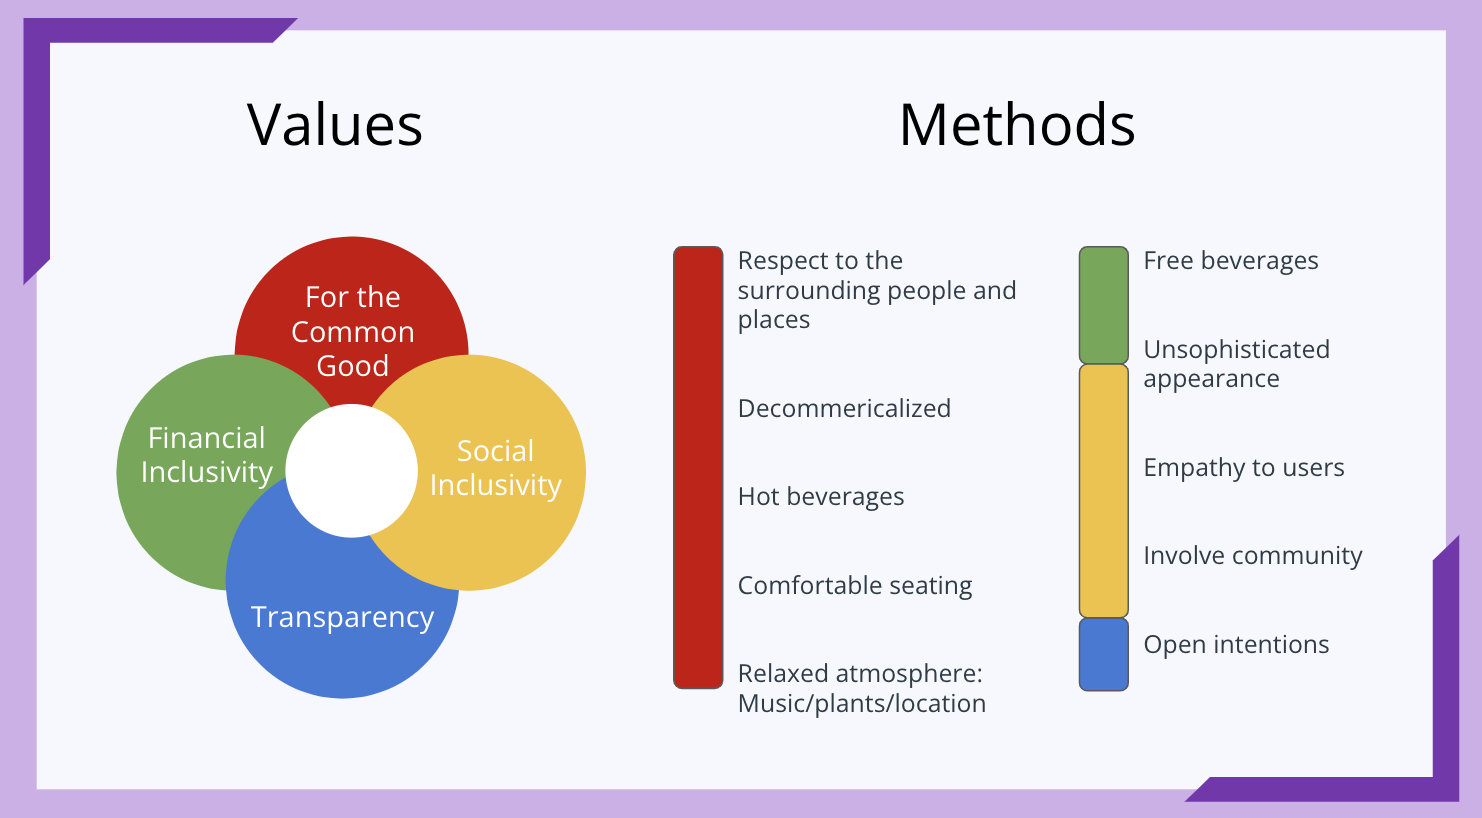 Values
Methods
For the
Common
Good
Financial
Inclusivity
Social
Inclusivity
Transparency
Respect to the
surrounding people and
places
Decommericalized
Hot beverages
Comfortable seating
Relaxed atmosphere:
Music/plants/location
Free beverages
Unsophisticated
appearance
Empathy to users
Involve community
Open intentions